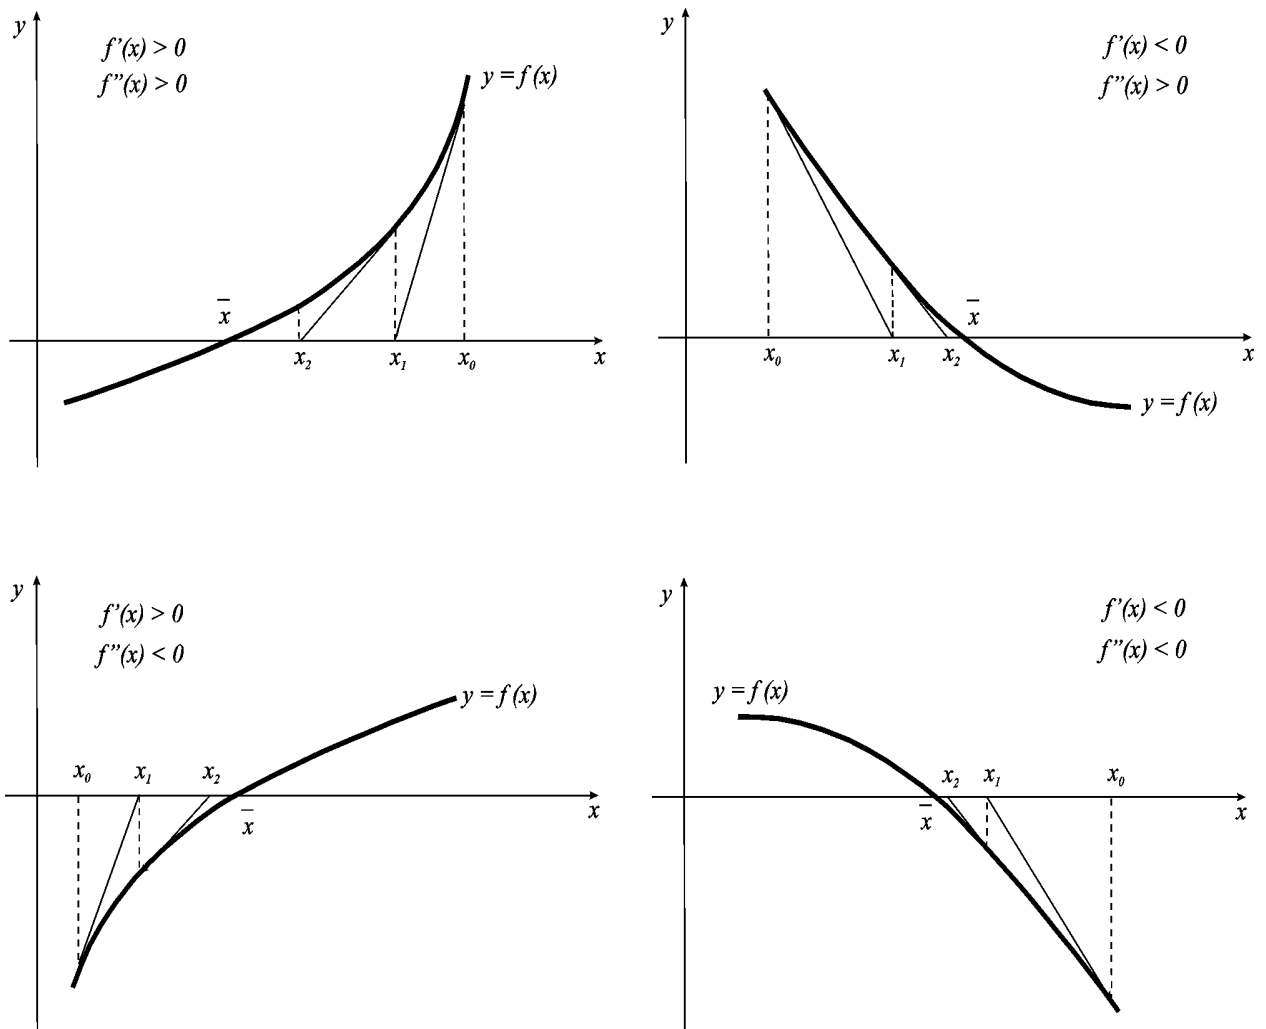 y
f’(x) > 0
f”(x) > 0
y = f(x)
x̄
x₂
x₁
x₀
x
y
f’(x) < 0
f”(x) > 0
x̄
x₀
x₁
x₂
x
y = f(x)
y
f’(x) > 0
f”(x) < 0
y = f(x)
x₀
x₁
x₂
x̄
x
y
f’(x) < 0
f”(x) < 0
y = f(x)
x₂
x₁
x₀
x̄
x